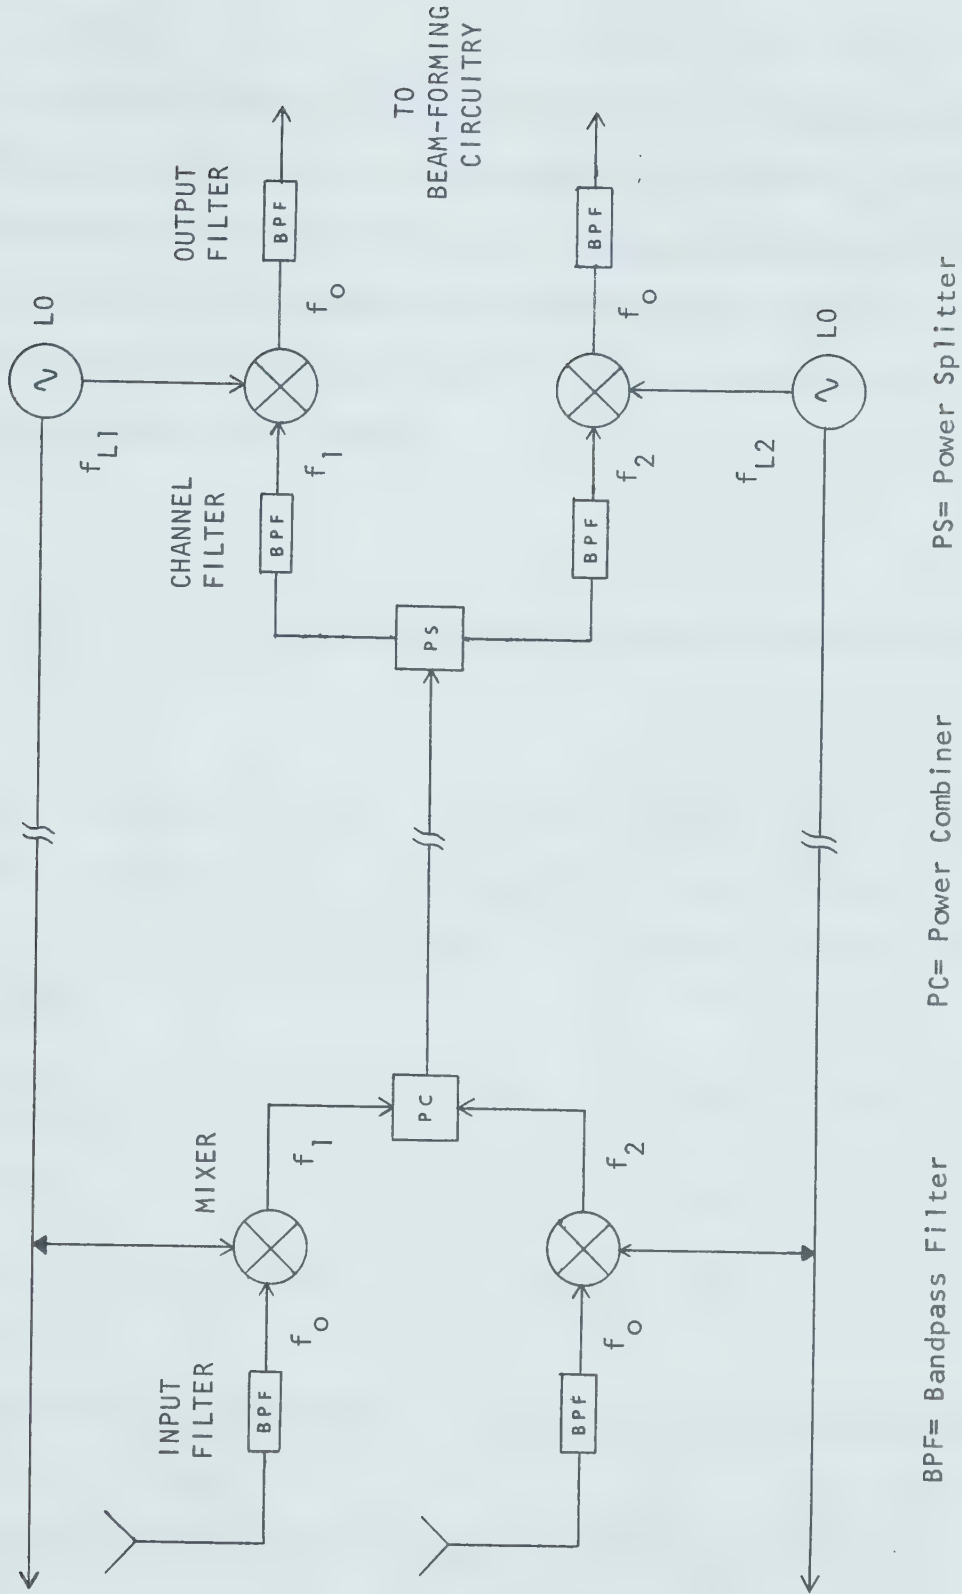 LO
f_L1
OUTPUT
FILTER
BPF
f_o
CHANNEL
FILTER
BPF
f_1
MIXER
f_1
INPUT
FILTER
BPF
f_o
TO
BEAM-FORMING
CIRCUITRY
PS
PC
BPF
f_o
BPF
f_2
f_2
BPF
f_o
f_L2
LO
BPF= Bandpass Filter
PC= Power Combiner
PS= Power Splitter